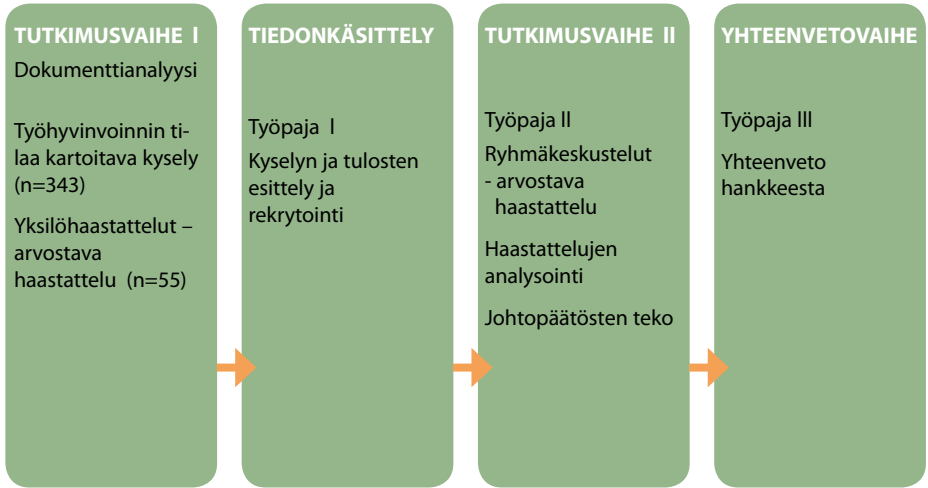 TUTKIMUSVAIHE I
Dokumenttianalyysi
Työhyvinvoinnin ti-
laa kartoitava kysely
(n=343)
Yksilöhaastattelut –
arvostava
haastattelu (n=55)
TIEDONKÄSITTELY
Työpaja I
Kyselyn ja tulosten
esittely ja
rekrytointi
TUTKIMUSVAIHE II
Työpaja II
Ryhmäkeskustelut
- arvostava
haastattelu
Haastattelujen
analysointi
Johtopäätösten teko
YHTEENVETOVAIHE
Työpaja III
Yhteenveto
hankkeesta